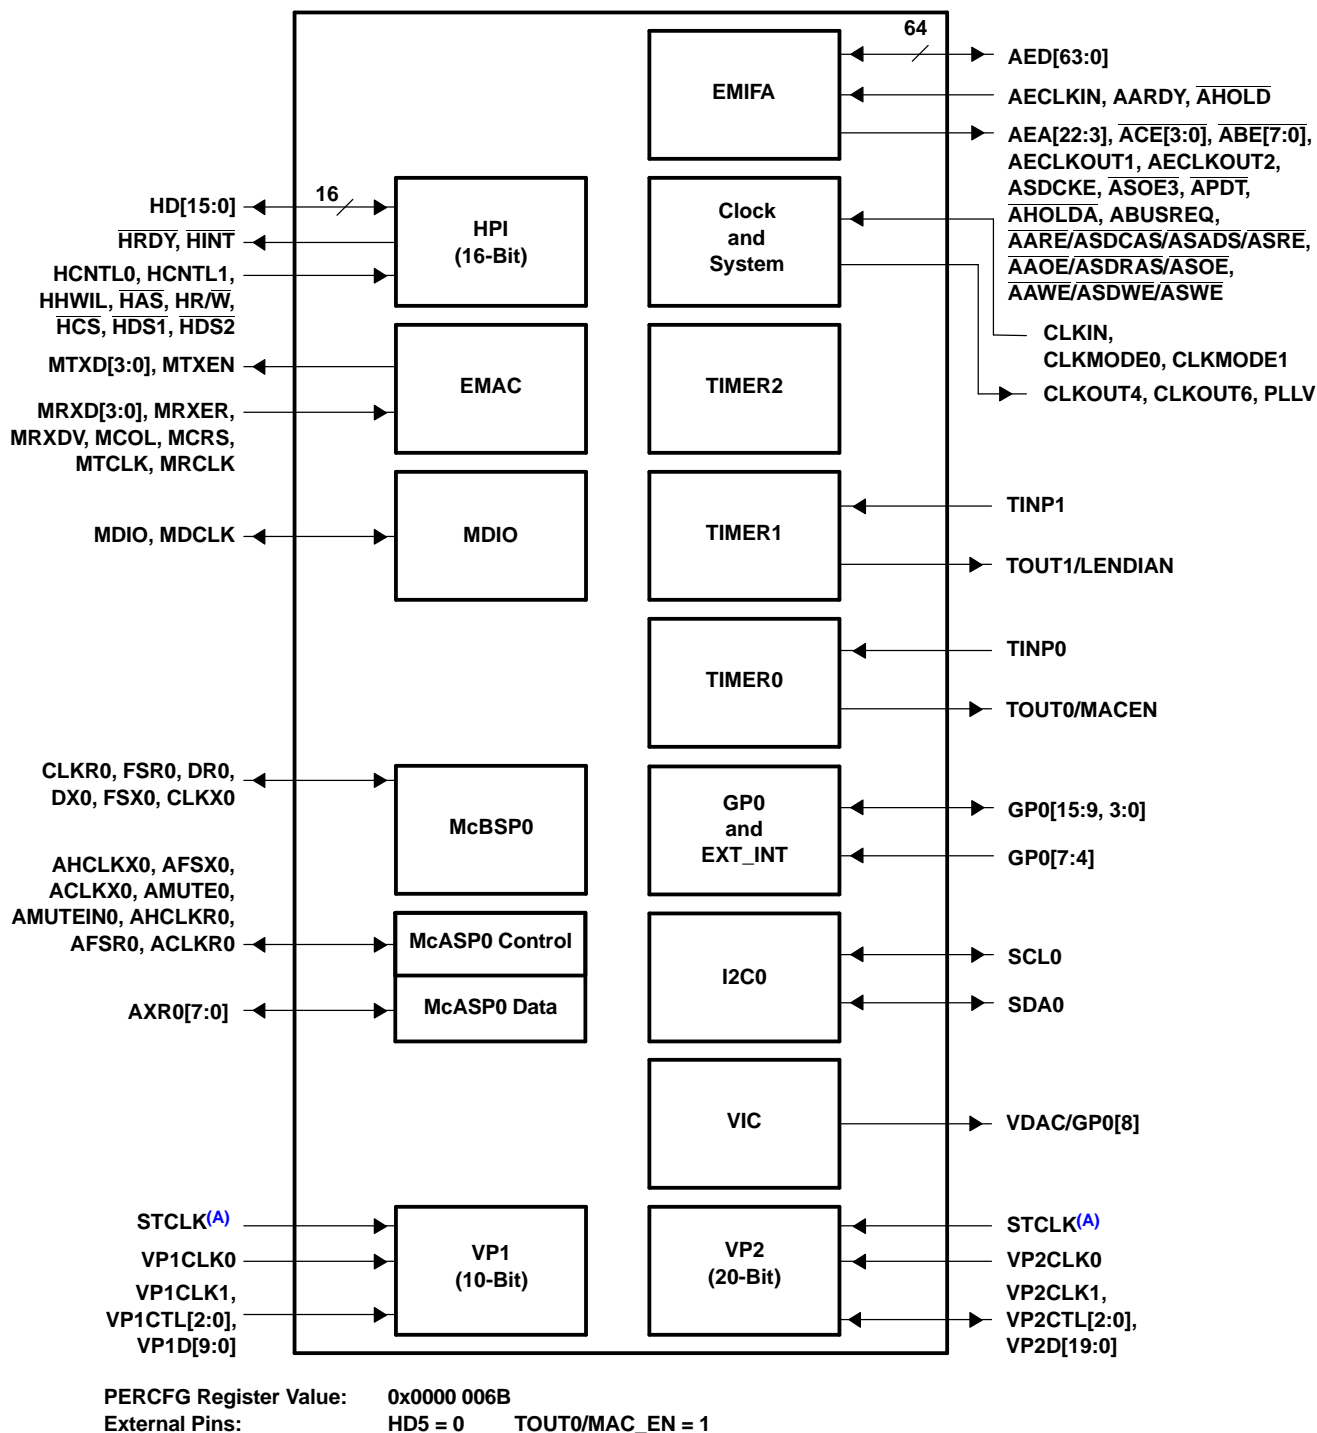 64
AED[63:0]
EMIFA
AECLKIN, AARDY, AHOLD
AEA[22:3], ACE[3:0], ABE[7:0],
AECLKOUT1, AECLKOUT2,
ASDCKE, ASOE3, APDT,
AHOLDA, ABUSREQ,
AARE/ASDCAS/ASADS/ASRE,
AAOE/ASDRAS/ASOE,
AAWE/ASDWE/ASWE
HD[15:0]
16
HRDY, HINT
HCNTL0, HCNTL1,
HHWIL, HAS, HR/W,
HCS, HDS1, HDS2
HPI
(16-Bit)
Clock
and
System
CLKIN,
CLKMODE0, CLKMODE1
CLKOUT4, CLKOUT6, PLLV
MTXD[3:0], MTXEN
MRXD[3:0], MRXER,
MRXDV, MCOL, MCRS,
MTCLK, MRCLK
EMAC
TIMER2
MDIO, MDCLK
MDIO
TIMER1
TINP1
TOUT1/LENDIAN
TIMER0
TINP0
TOUT0/MACEN
CLKR0, FSR0, DR0,
DX0, FSX0, CLKX0
McBSP0
GP0
and
EXT_INT
GP0[15:9, 3:0]
GP0[7:4]
AHCLKX0, AFSX0,
ACLKX0, AMUTE0,
AMUTEIN0, AHCLKR0,
AFSR0, ACLKR0
McASP0 Control
AXR0[7:0]
McASP0 Data
I2C0
SCL0
SDA0
VIC
VDAC/GP0[8]
STCLK(A)
VP1CLK0
VP1CLK1,
VP1CTL[2:0],
VP1D[9:0]
VP1
(10-Bit)
VP2
(20-Bit)
STCLK(A)
VP2CLK0
VP2CLK1,
VP2CTL[2:0],
VP2D[19:0]
PERCFG Register Value: 0x0000 006B
External Pins: HD5 = 0 TOUT0/MAC_EN = 1